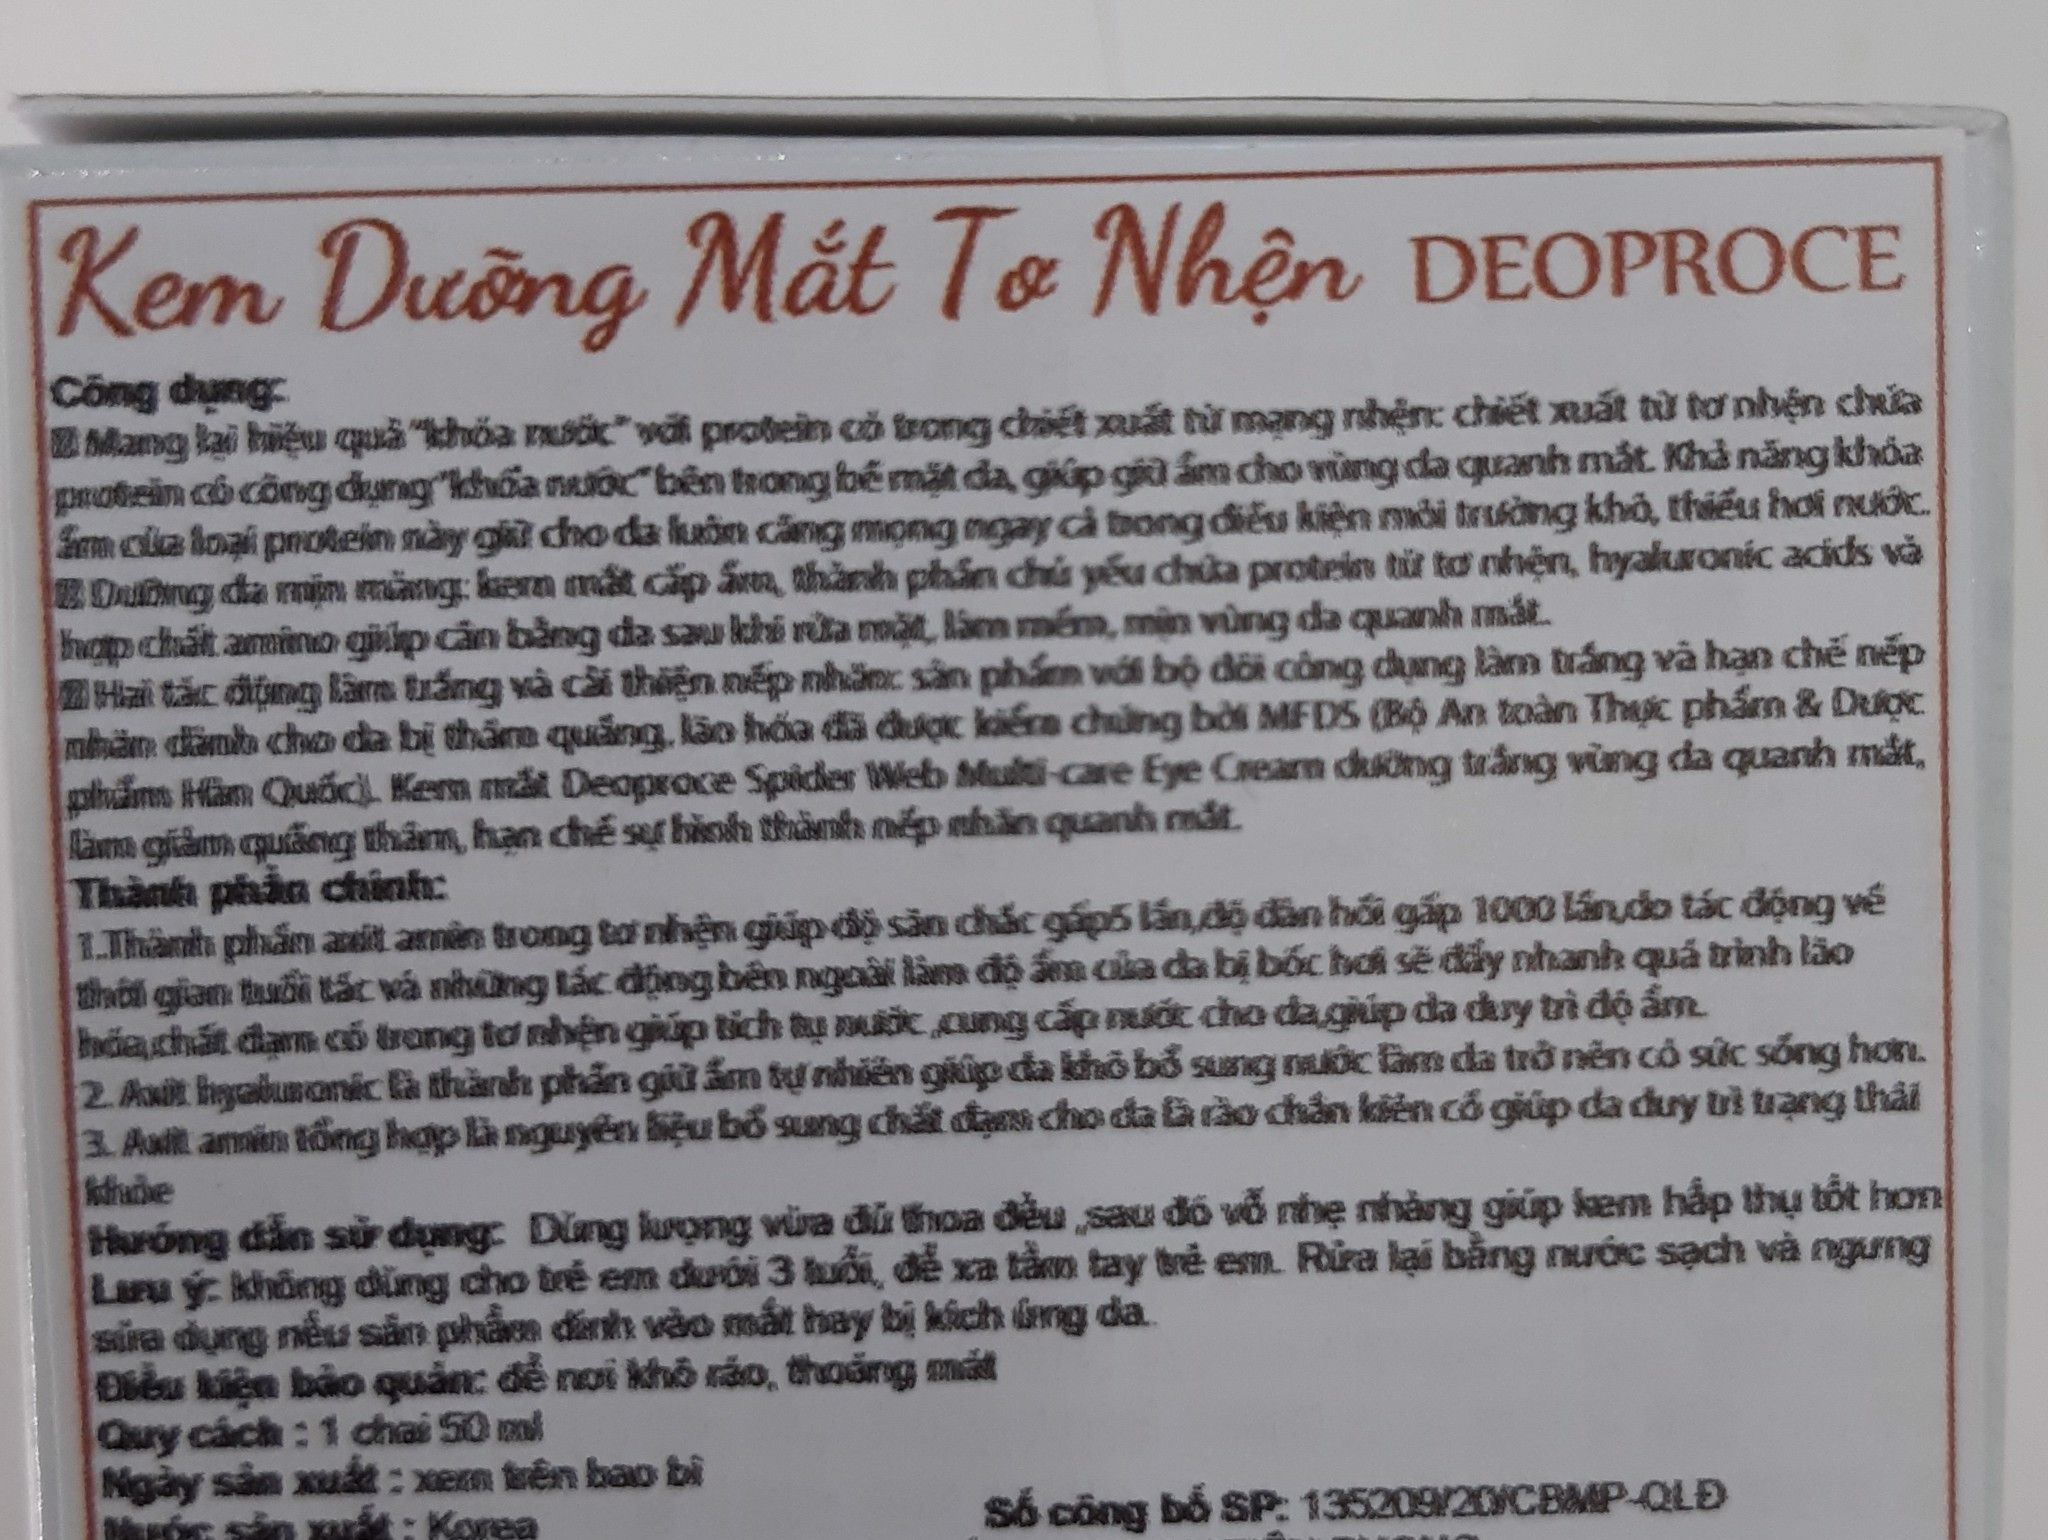 Kem Dưỡng Mắt Tơ Nhện DEOPROCE
Công dụng:
Mang lại hiệu quả "khóa nước" với protein có trong chiết xuất từ mạng nhện: chiết xuất từ tơ nhện chứa
protein có công dụng "khóa nước" bên trong bề mặt da, giúp giữ ẩm cho vùng da quanh mắt. Khả năng khóa
ẩm của loại protein này giữ cho da luôn căng mọng ngay cả trong điều kiện môi trường khô, thiếu hơi nước.
Dưỡng da mịn màng: kem mắt cấp ẩm, thành phần chủ yếu chứa protein từ tơ nhện, hyaluronic acids và
hợp chất amino giúp cân bằng da sau khi rửa mặt, làm mềm, mịn vùng da quanh mắt.
Hai tác dụng làm trắng và cải thiện nếp nhăn: sản phẩm với bộ đôi công dụng làm trắng và hạn chế nếp
nhăn dành cho da bị thâm quầng, lão hóa đã được kiểm chứng bởi MFDS (Bộ An toàn Thực phẩm & Dược
phẩm Hàn Quốc). Kem mắt Deoproce Spider Web Multi-care Eye Cream dưỡng trắng vùng da quanh mắt,
làm giảm quầng thâm, hạn chế sự hình thành nếp nhăn quanh mắt.
Thành phần chính:
1..Thành phần axit amin trong tơ nhện giúp độ săn chắc gấp5 lần,độ đàn hồi gấp 1000 lần,do tác động về
thời gian tuổi tác và những tác động bên ngoài làm độ ẩm của da bị bốc hơi sẽ đẩy nhanh quá trình lão
hóa,chất đạm có trong tơ nhện giúp tích tụ nước ,cung cấp nước cho da,giúp da duy trì độ ẩm.
2. Axit hyaluronic là thành phần giữ ẩm tự nhiên giúp da khô bổ sung nước làm da trở nên có sức sống hơn.
3. Axit amin tổng hợp là nguyên liệu bổ sung chất đạm cho da là rào chắn kiên cố giúp da duy trì trạng thái
khỏe
Hướng dẫn sử dụng: Dùng lượng vừa đủ thoa đều ,sau đó vỗ nhẹ nhàng giúp kem hấp thụ tốt hơn
Lưu ý: không dùng cho trẻ em dưới 3 tuổi, để xa tầm tay trẻ em. Rửa lại bằng nước sạch và ngưng
sửa dụng nếu sản phẩm dính vào mắt hay bị kích ứng da.
Điều kiện bảo quản: để nơi khô ráo, thoáng mát
Quy cách : 1 chai 50 ml
Ngày sản xuất : xem trên bao bì
Nước sản xuất : Korea
Số công bố SP: 135209/20/CBMP-QLĐ